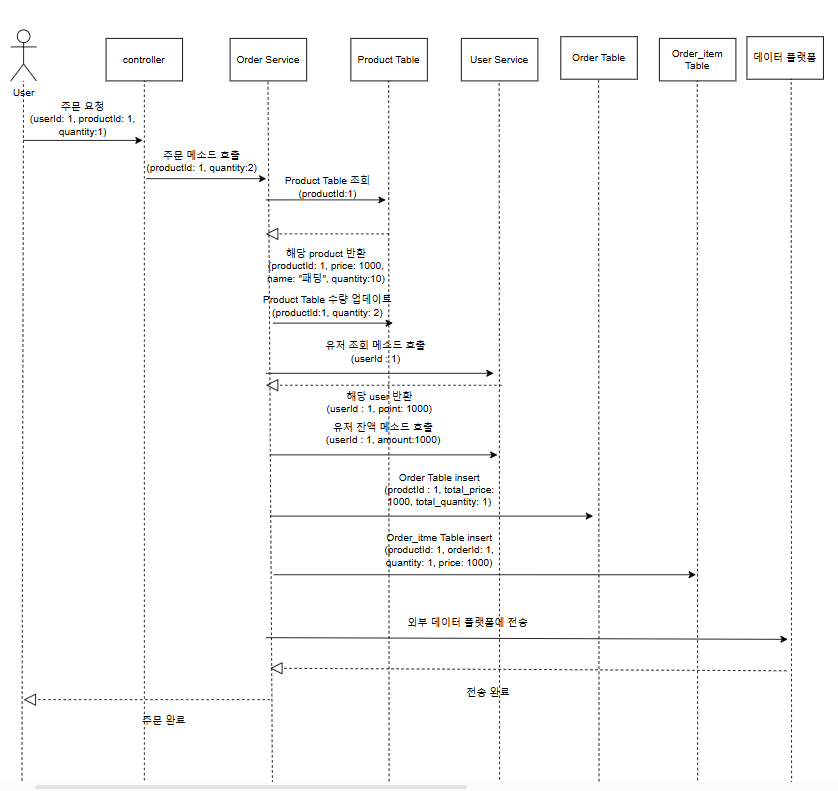 User
controller
Order Service
Product Table
User Service
Order Table
Order_item
Table
데이터 플랫폼
주문 요청
(userId: 1, productId: 1,
quantity:1)
주문 메소드 호출
(productId: 1, quantity:2)
Product Table 조회
(productId:1)
해당 product 반환
(productId: 1, price: 1000,
name: "패딩", quantity:10)
Product Table 수량 업데이트
(productId:1, quantity: 2)
유저 조회 메소드 호출
(userId : 1)
해당 user 반환
(userId : 1, point: 1000)
유저 잔액 메소드 호출
(userId : 1, amount:1000)
Order Table insert
(prodctId : 1, total_price:
1000, total_quantity: 1)
Order_itme Table insert
(productId: 1, orderId: 1,
quantity: 1, price: 1000)
외부 데이터 플랫폼에 전송
전송 완료
주문 완료